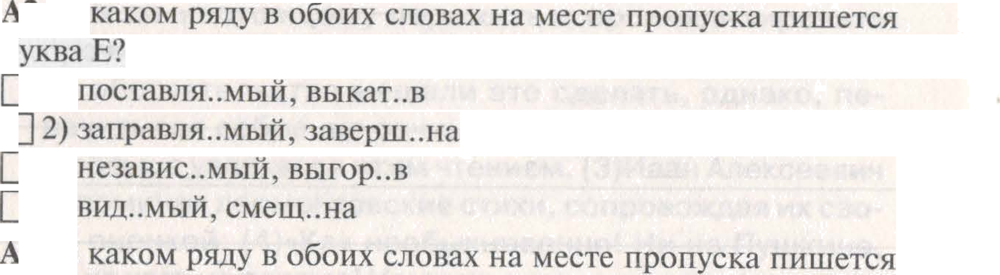 А каком ряду в обоих словах на месте пропуска пишется
уква Е?
поставля..мый, выкат..в
2) заправля..мый, заверш..на
независ..мый, выгор..в
вид..мый, смещ..на
А каком ряду в обоих словах на месте пропуска пишется